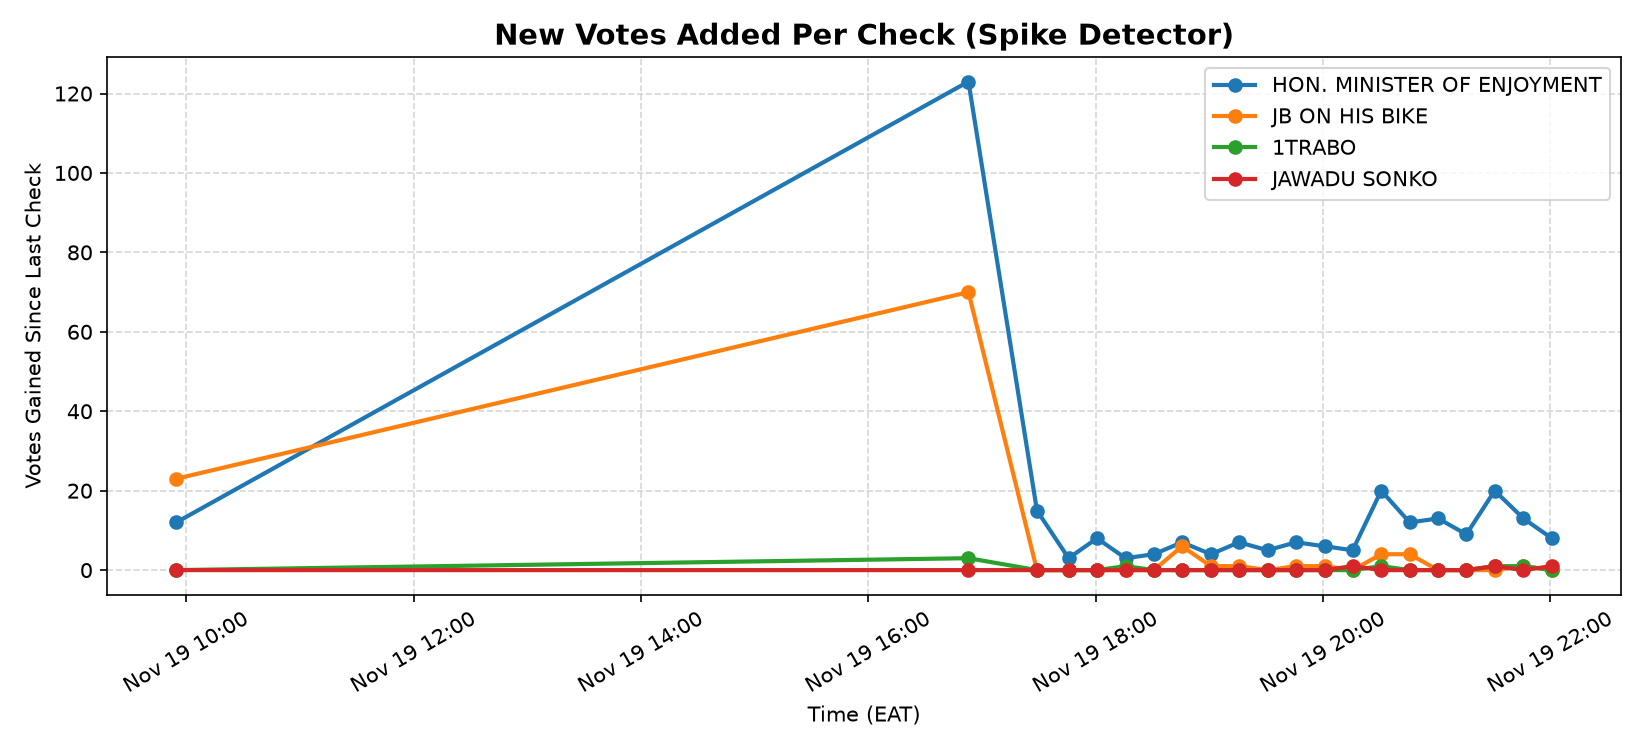 New Votes Added Per Check (Spike Detector)
HON. MINISTER OF ENJOYMENT
JB ON HIS BIKE
1TRABO
JAWADU SONKO
Votes Gained Since Last Check
120
100
80
60
40
20
0
Nov 19 10:00
Nov 19 12:00
Nov 19 14:00
Nov 19 16:00
Nov 19 18:00
Nov 19 20:00
Nov 19 22:00
Time (EAT)